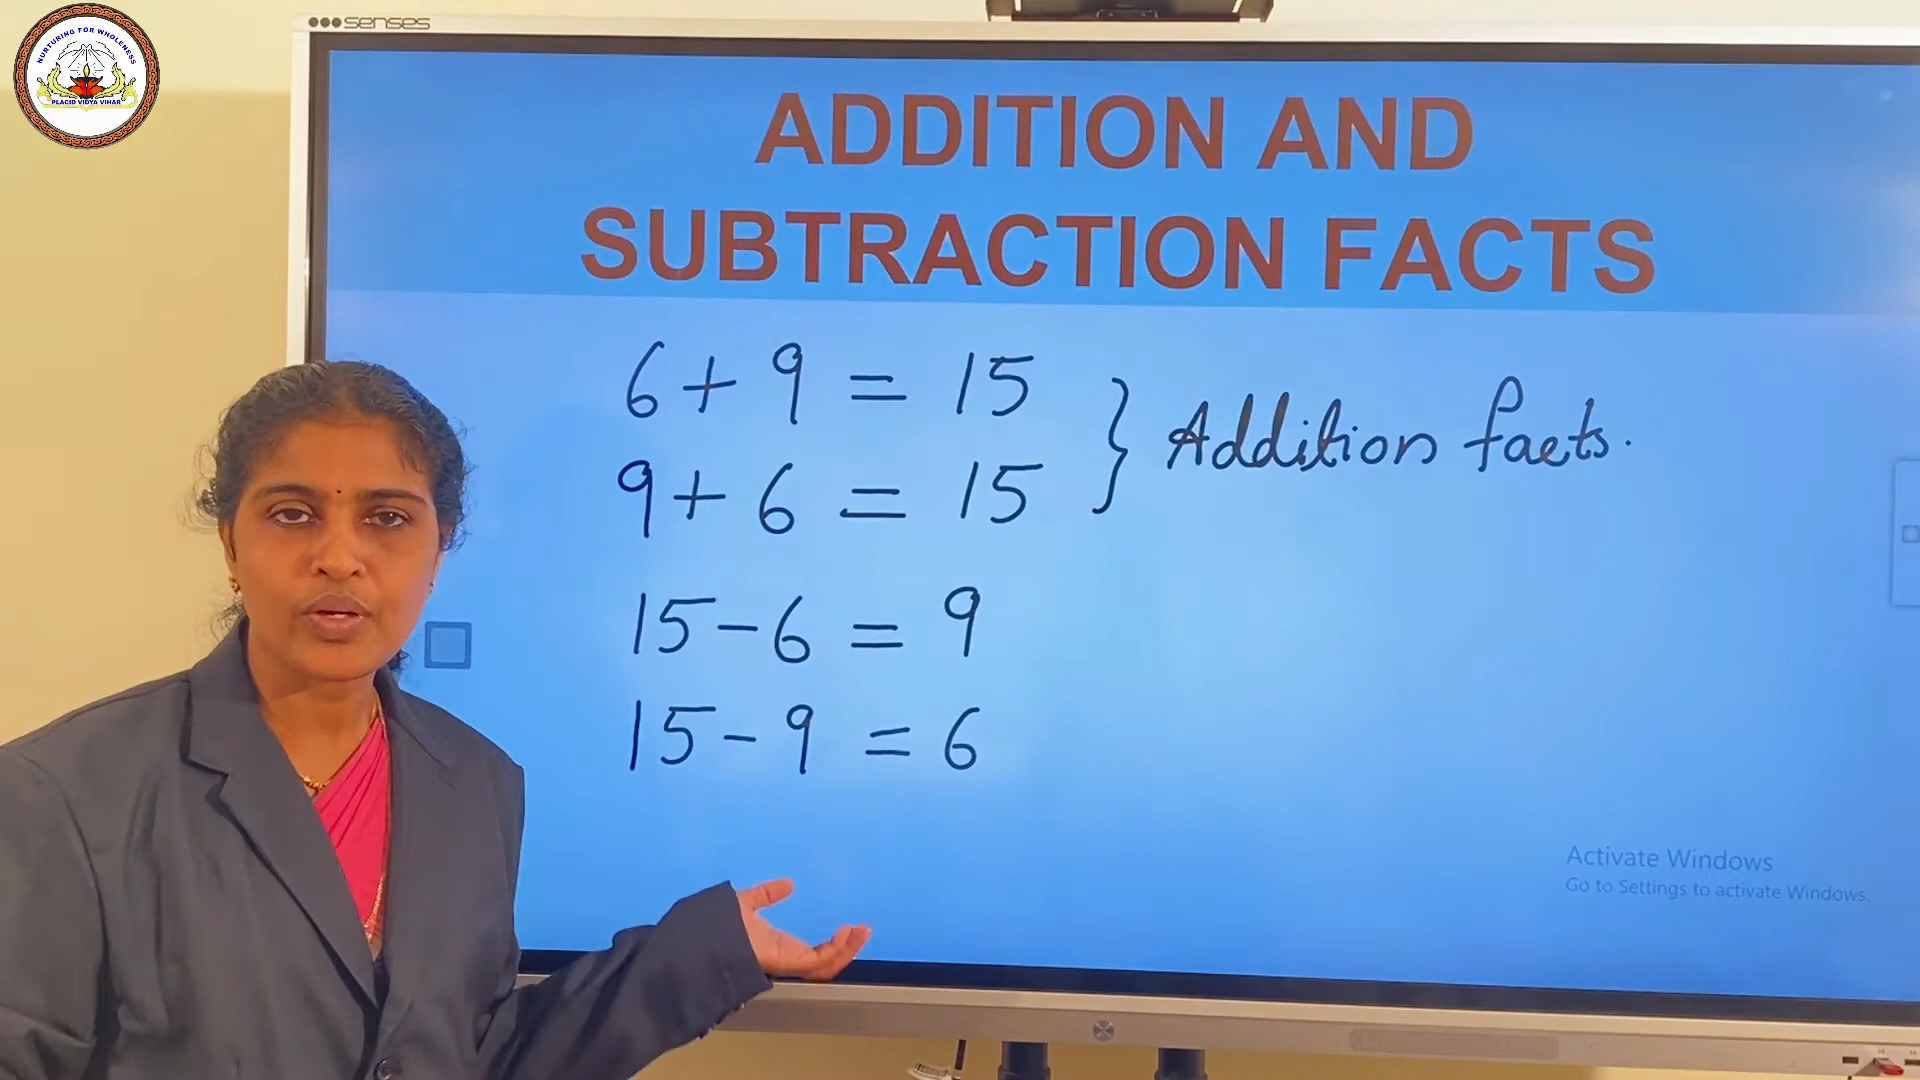 NURTURING FOR WHOLENESS
PLACID VIDYA VIHAR
senses
ADDITION AND
SUBTRACTION FACTS
6 + 9 = 15
9 + 6 = 15
} Addition facts.
15 - 6 = 9
15 - 9 = 6
Activate Windows
Go to Settings to activate Windows.